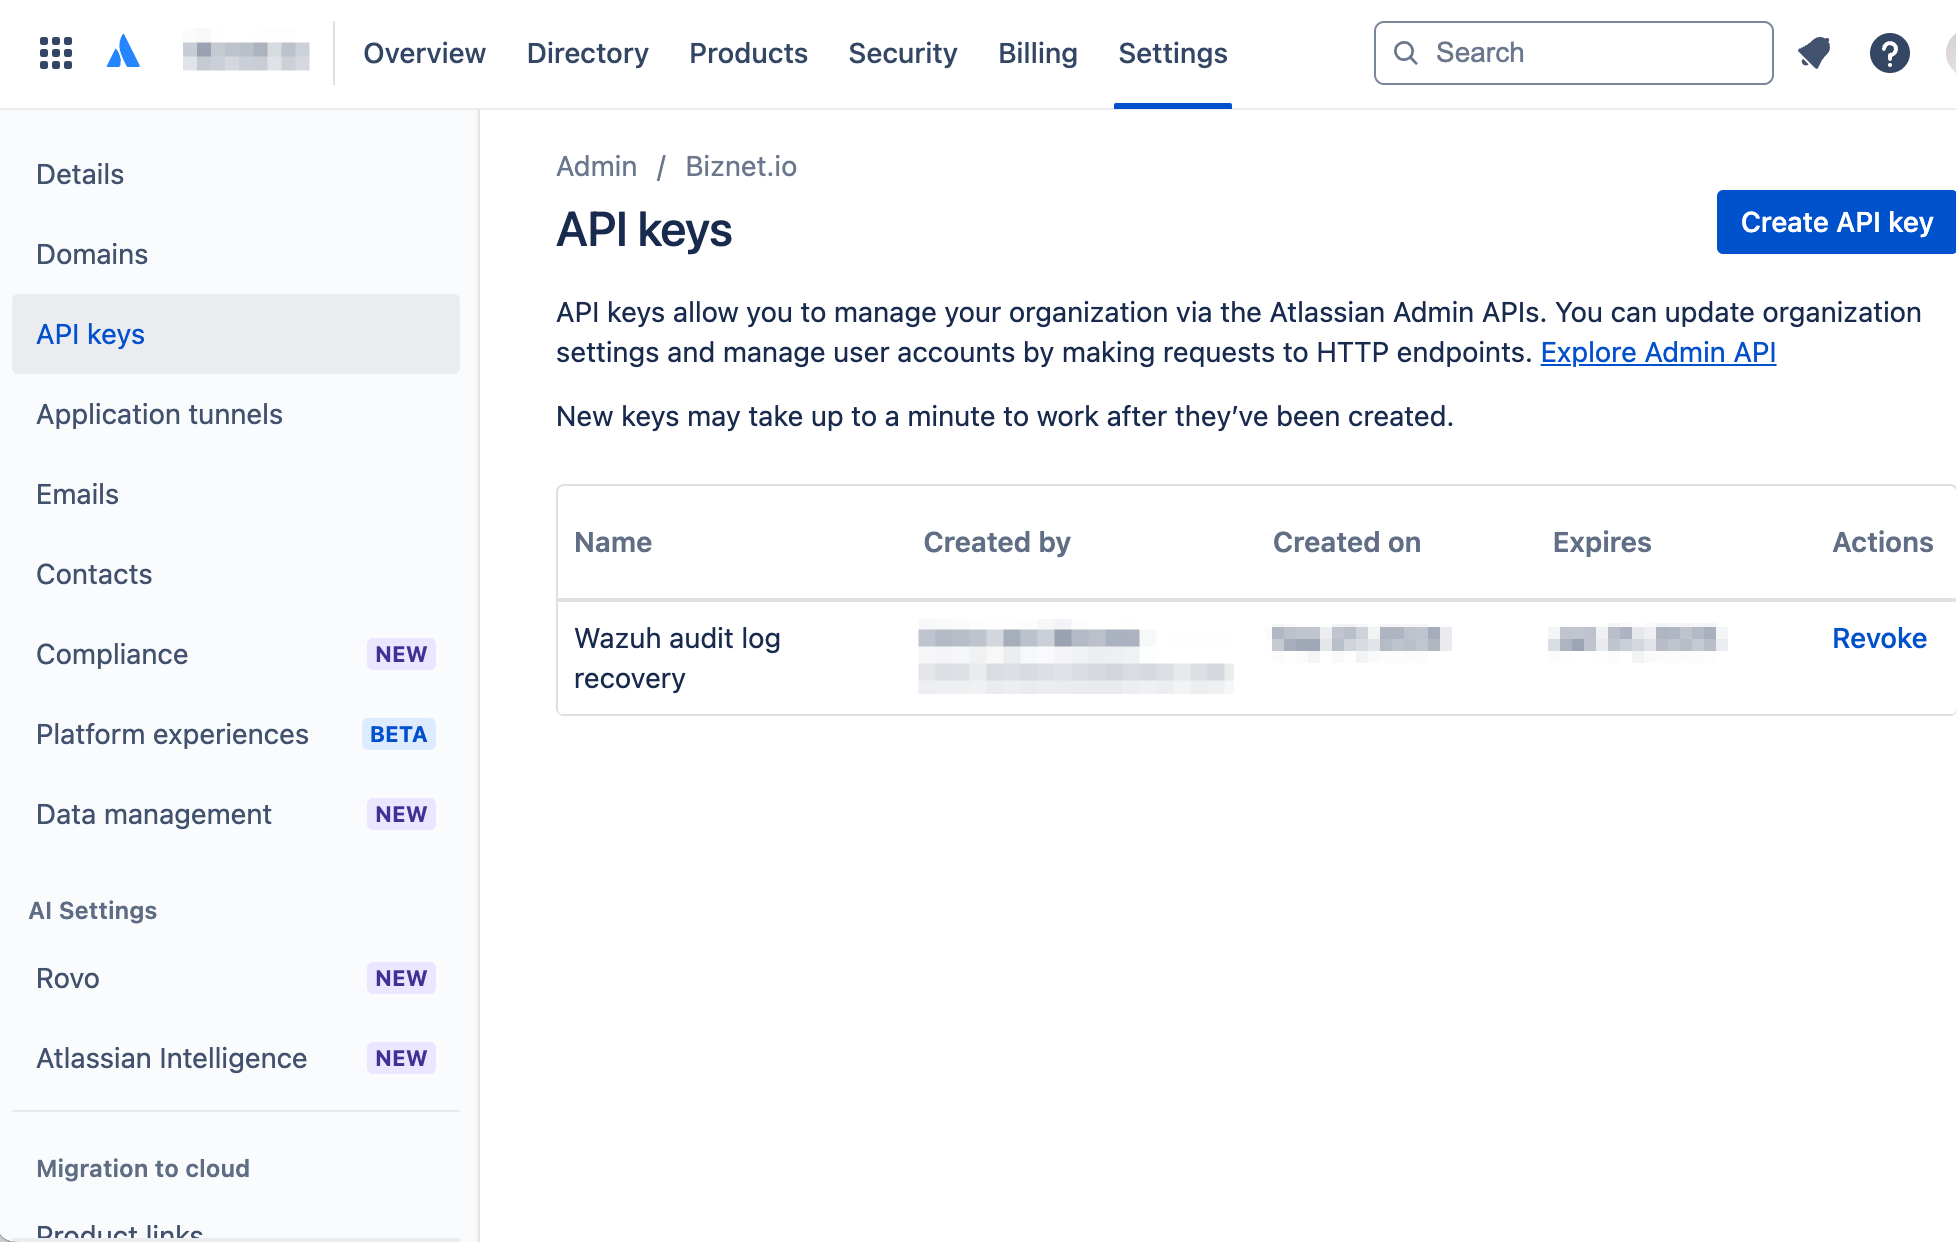 Overview Directory Products Security Billing Settings Search
Details
Domains
API keys
Application tunnels
Emails
Contacts
Compliance NEW
Platform experiences BETA
Data management NEW
AI Settings
Rovo NEW
Atlassian Intelligence NEW
Migration to cloud
Product links
Admin / Biznet.io
API keys
Create API key
API keys allow you to manage your organization via the Atlassian Admin APIs. You can update organization
settings and manage user accounts by making requests to HTTP endpoints. Explore Admin API
New keys may take up to a minute to work after they’ve been created.
Name Created by Created on Expires Actions
Wazuh audit log
recovery
Revoke